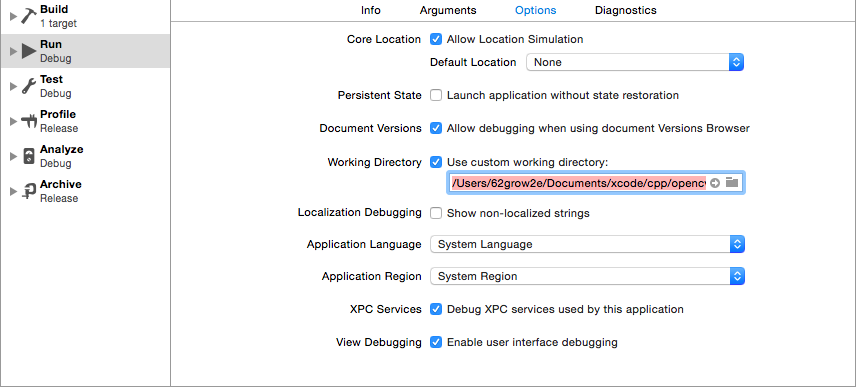 Build
1 target
Run
Debug
Test
Debug
Profile
Release
Analyze
Debug
Archive
Release
Info Arguments Options Diagnostics
Core Location Allow Location Simulation
Default Location None
Persistent State Launch application without state restoration
Document Versions Allow debugging when using document Versions Browser
Working Directory Use custom working directory:
/Users/62grow2e/Documents/xcode/cpp/opencv
Localization Debugging Show non-localized strings
Application Language System Language
Application Region System Region
XPC Services Debug XPC services used by this application
View Debugging Enable user interface debugging